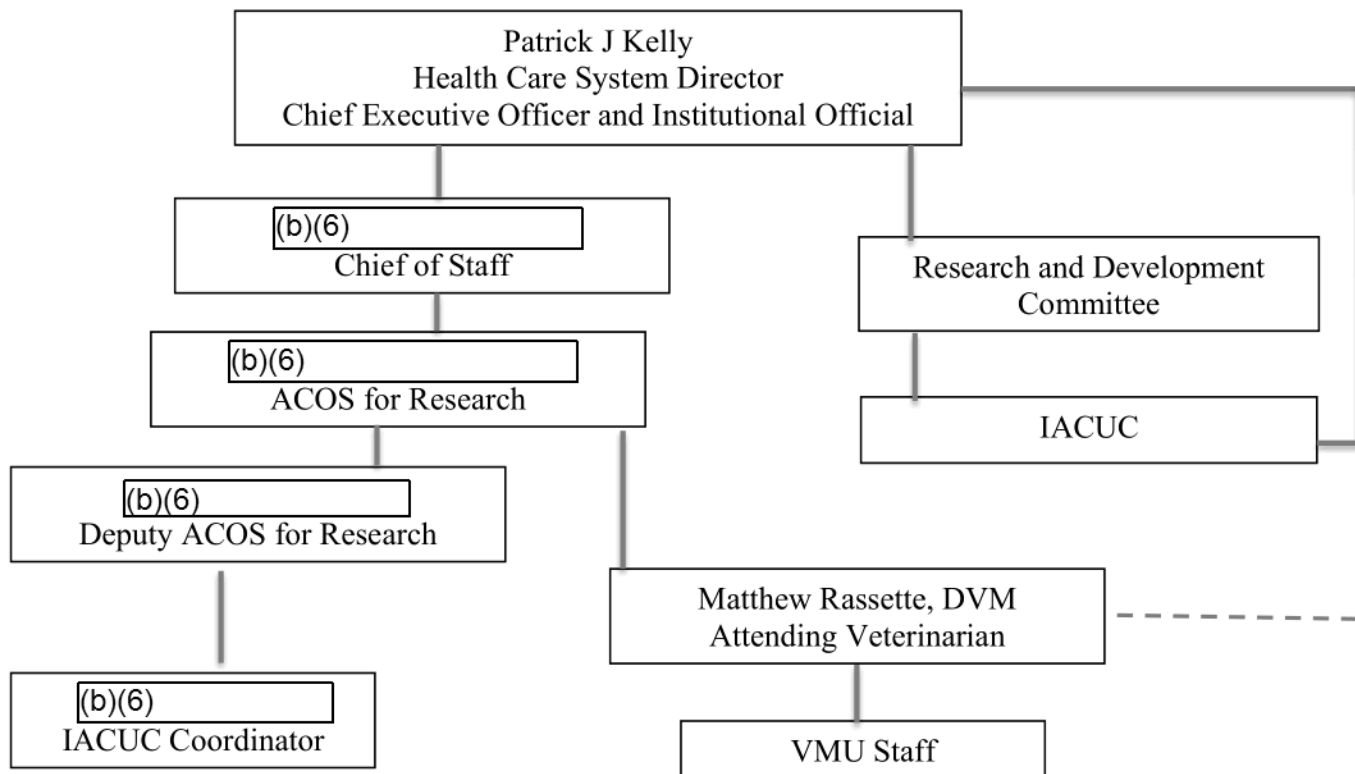 Patrick J Kelly
Health Care System Director
Chief Executive Officer and Institutional Official
(b)(6)
Chief of Staff
Research and Development
Committee
(b)(6)
ACOS for Research
IACUC
(b)(6)
Deputy ACOS for Research
Matthew Rassette, DVM
Attending Veterinarian
(b)(6)
IACUC Coordinator
VMU Staff